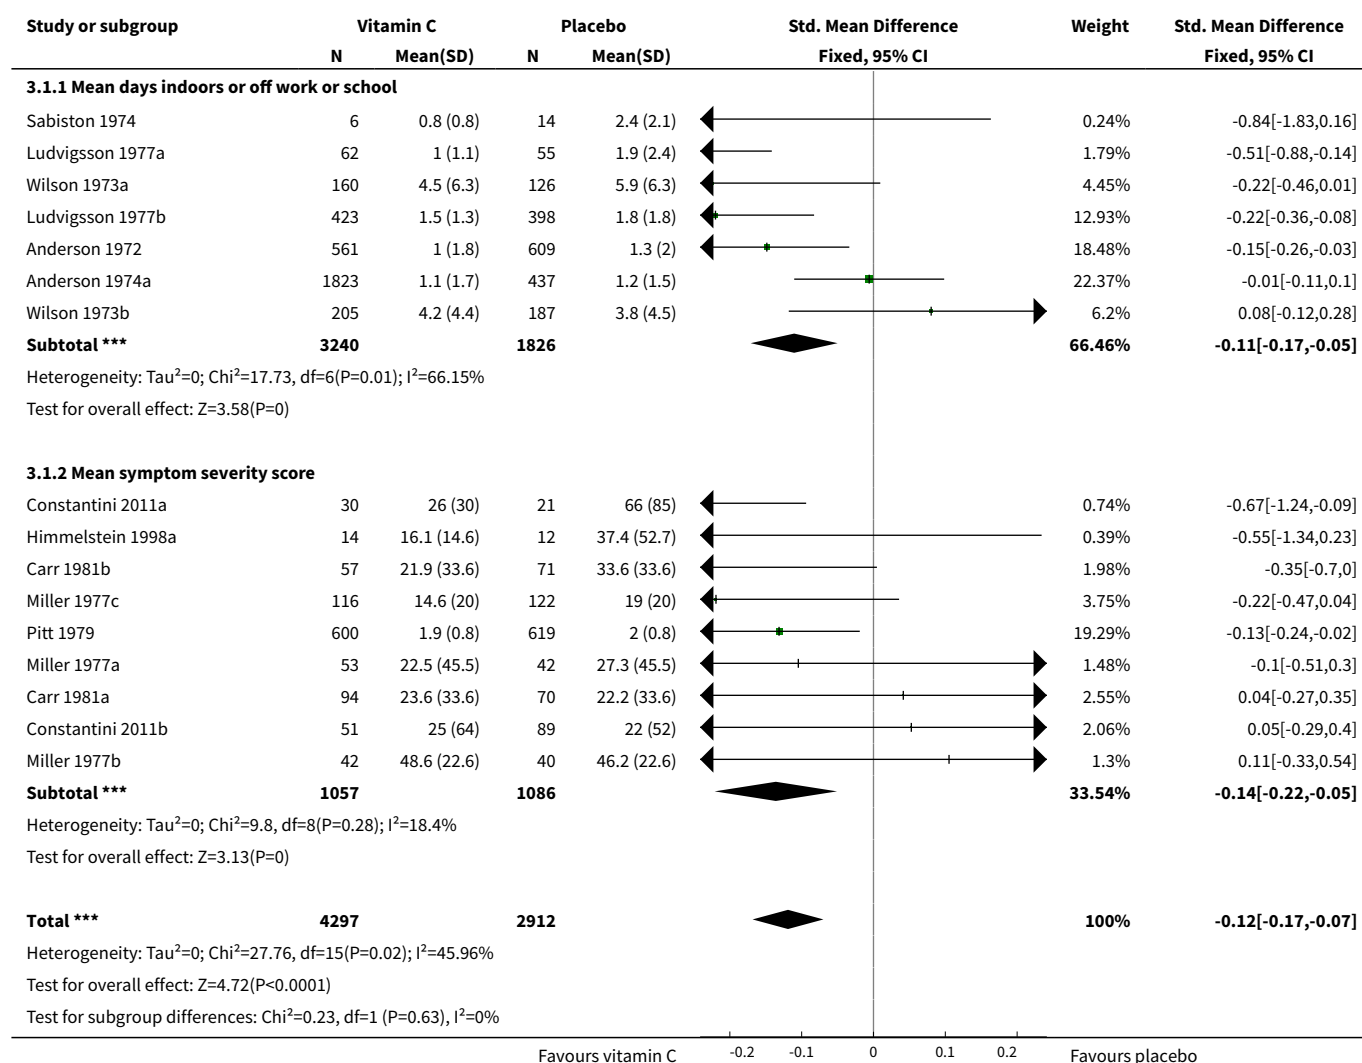 Study or subgroup Vitamin C Placebo Std. Mean Difference Weight Std. Mean Difference
N Mean(SD) N Mean(SD) Fixed, 95% CI Fixed, 95% CI
3.1.1 Mean days indoors or off work or school
Sabiston 1974 6 0.8 (0.8) 14 2.4 (2.1) 0.24% -0.84[-1.83,0.16]
Ludvigsson 1977a 62 1 (1.1) 55 1.9 (2.4) 1.79% -0.51[-0.88,-0.14]
Wilson 1973a 160 4.5 (6.3) 126 5.9 (6.3) 4.45% -0.22[-0.46,0.01]
Ludvigsson 1977b 423 1.5 (1.3) 398 1.8 (1.8) 12.93% -0.22[-0.36,-0.08]
Anderson 1972 561 1 (1.8) 609 1.3 (2) 18.48% -0.15[-0.26,-0.03]
Anderson 1974a 1823 1.1 (1.7) 437 1.2 (1.5) 22.37% -0.01[-0.11,0.1]
Wilson 1973b 205 4.2 (4.4) 187 3.8 (4.5) 6.2% 0.08[-0.12,0.28]
Subtotal *** 3240 1826 66.46% -0.11[-0.17,-0.05]
Heterogeneity: Tau²=0; Chi²=17.73, df=6(P=0.01); I²=66.15%
Test for overall effect: Z=3.58(P=0)
3.1.2 Mean symptom severity score
Constantini 2011a 30 26 (30) 21 66 (85) 0.74% -0.67[-1.24,-0.09]
Himmelstein 1998a 14 16.1 (14.6) 12 37.4 (52.7) 0.39% -0.55[-1.34,0.23]
Carr 1981b 57 21.9 (33.6) 71 33.6 (33.6) 1.98% -0.35[-0.7,0]
Miller 1977c 116 14.6 (20) 122 19 (20) 3.75% -0.22[-0.47,0.04]
Pitt 1979 600 1.9 (0.8) 619 2 (0.8) 19.29% -0.13[-0.24,-0.02]
Miller 1977a 53 22.5 (45.5) 42 27.3 (45.5) 1.48% -0.1[-0.51,0.3]
Carr 1981a 94 23.6 (33.6) 70 22.2 (33.6) 2.55% 0.04[-0.27,0.35]
Constantini 2011b 51 25 (64) 89 22 (52) 2.06% 0.05[-0.29,0.4]
Miller 1977b 42 48.6 (22.6) 40 46.2 (22.6) 1.3% 0.11[-0.33,0.54]
Subtotal *** 1057 1086 33.54% -0.14[-0.22,-0.05]
Heterogeneity: Tau²=0; Chi²=9.8, df=8(P=0.28); I²=18.4%
Test for overall effect: Z=3.13(P=0)
Total *** 4297 2912 100% -0.12[-0.17,-0.07]
Heterogeneity: Tau²=0; Chi²=27.76, df=15(P=0.02); I²=45.96%
Test for overall effect: Z=4.72(P<0.0001)
Test for subgroup differences: Chi²=0.23, df=1 (P=0.63), I²=0%
Favours vitamin C -0.2 -0.1 0 0.1 0.2 Favours placebo